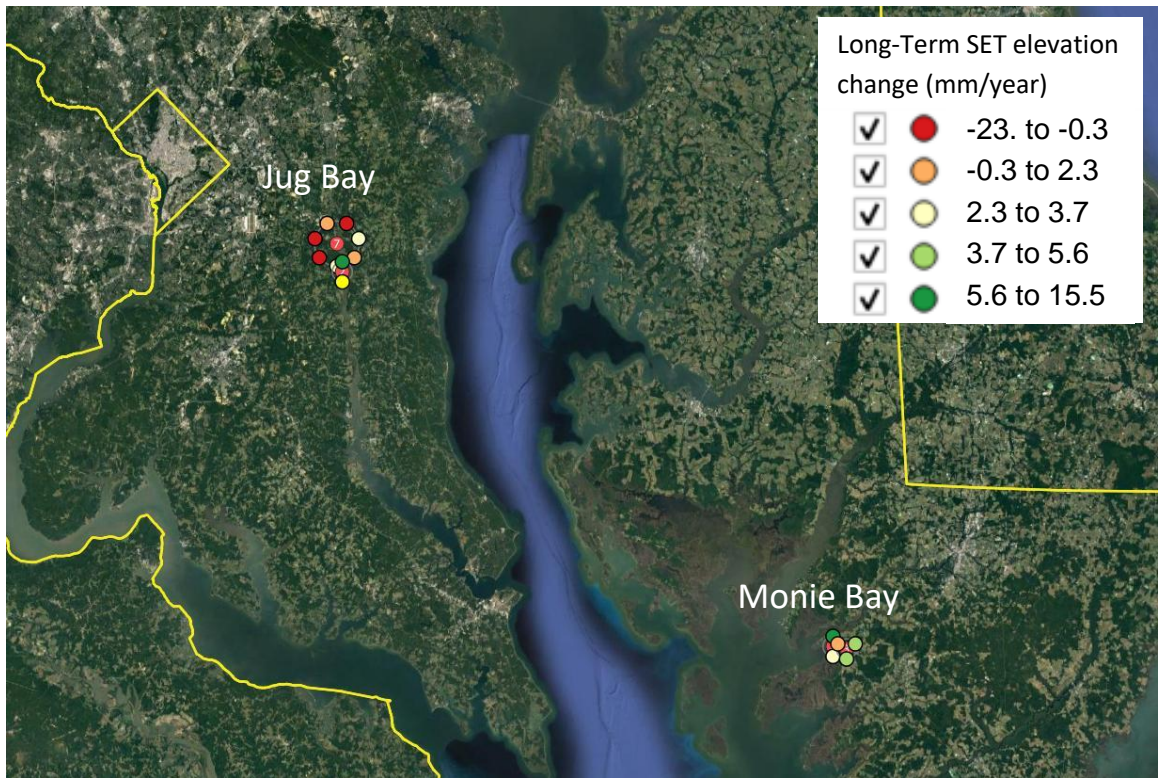 Long-Term SET elevation
change (mm/year)
-23. to -0.3
-0.3 to 2.3
2.3 to 3.7
3.7 to 5.6
5.6 to 15.5
Jug Bay
7
Monie Bay